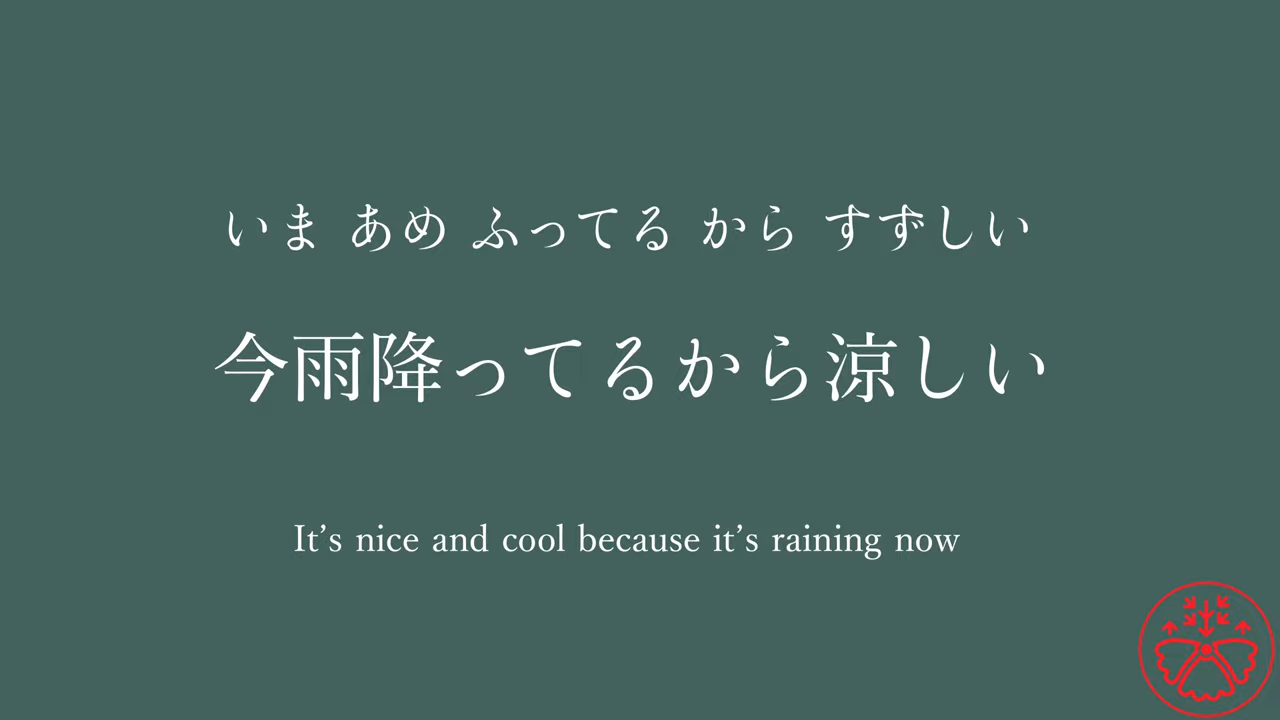 いま あめ ふってる から すずしい
今雨降ってるから涼しい
It’s nice and cool because it’s raining now